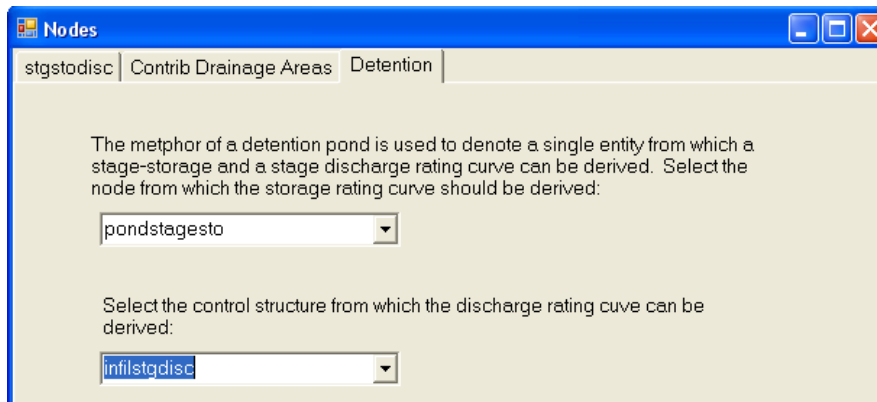 Nodes
stgstodisc Contrib Drainage Areas Detention
The metphor of a detention pond is used to denote a single entity from which a
stage-storage and a stage discharge rating curve can be derived. Select the
node from which the storage rating curve should be derived:
pondstagesto
Select the control structure from which the discharge rating cuve can be
derived:
infilstgdisc